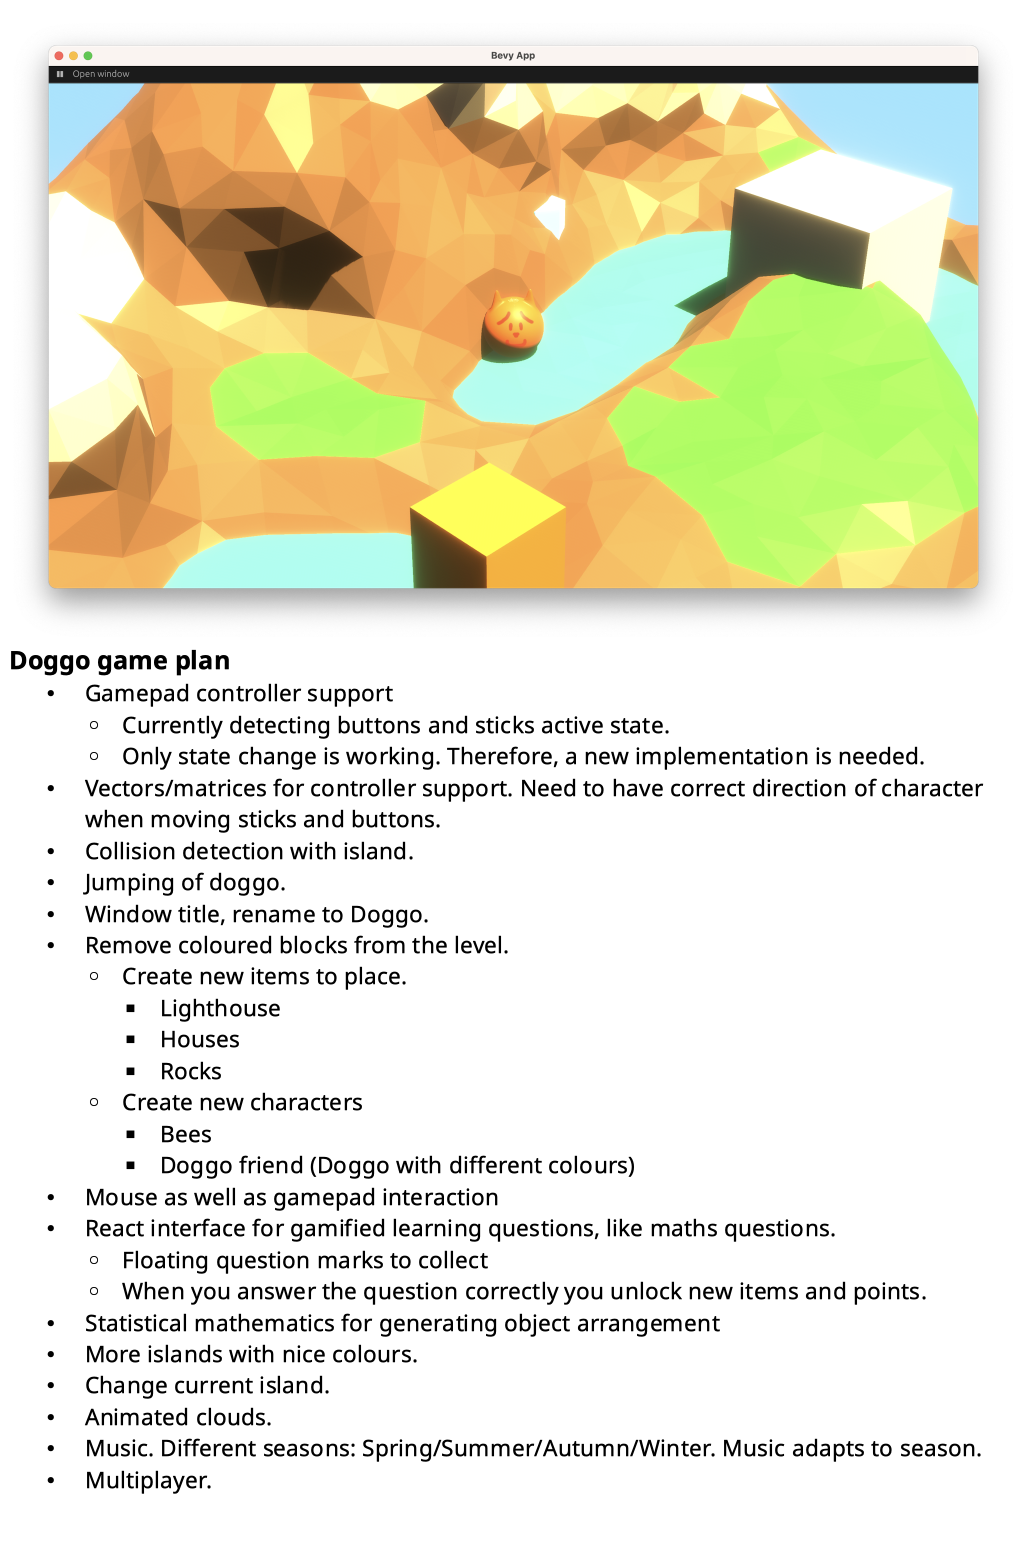 Bevy App
Open window
Doggo game plan
• Gamepad controller support
○ Currently detecting buttons and sticks active state.
○ Only state change is working. Therefore, a new implementation is needed.
• Vectors/matrices for controller support. Need to have correct direction of character
when moving sticks and buttons.
• Collision detection with island.
• Jumping of doggo.
• Window title, rename to Doggo.
• Remove coloured blocks from the level.
○ Create new items to place.
▪ Lighthouse
▪ Houses
▪ Rocks
○ Create new characters
▪ Bees
▪ Doggo friend (Doggo with different colours)
• Mouse as well as gamepad interaction
• React interface for gamified learning questions, like maths questions.
○ Floating question marks to collect
○ When you answer the question correctly you unlock new items and points.
• Statistical mathematics for generating object arrangement
• More islands with nice colours.
• Change current island.
• Animated clouds.
• Music. Different seasons: Spring/Summer/Autumn/Winter. Music adapts to season.
• Multiplayer.